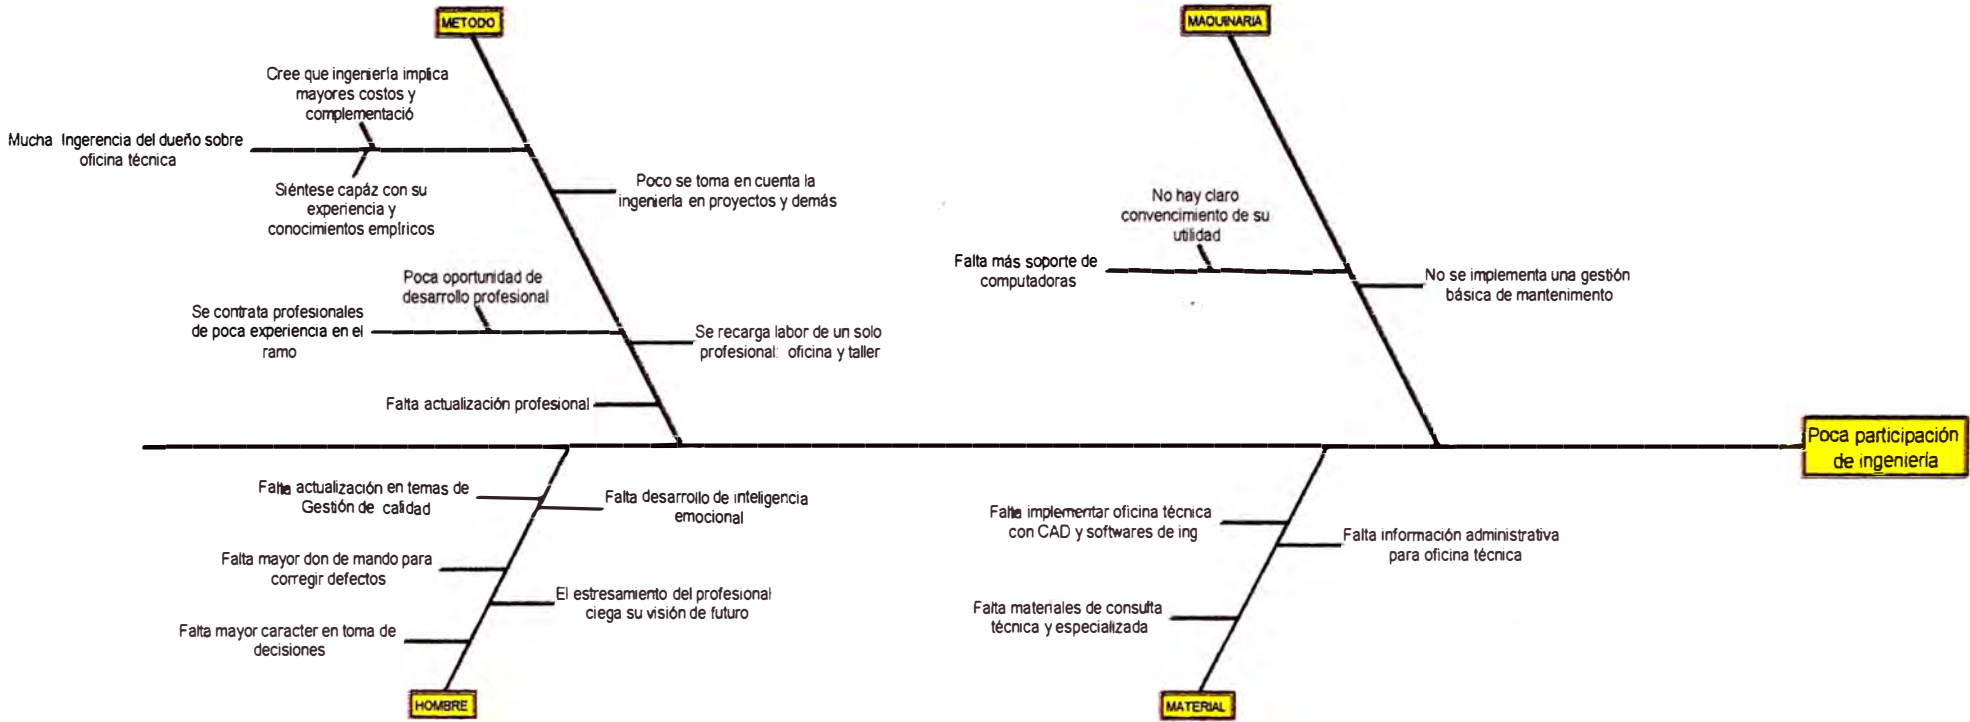 METODO
MAQUINARIA
Cree que ingeniería implica
mayores costos y
complementació
Mucha Ingerencia del dueño sobre
oficina técnica
Siéntese capáz con su
experiencia y
conocimientos empíricos
Poco se toma en cuenta la
ingeniería en proyectos y demás
Poca oportunidad de
desarrollo profesional
Se contrata profesionales
de poca experiencia en el
ramo
Se recarga labor de un solo
profesional: oficina y taller
Falta actualización profesional
No hay claro
convencimiento de su
utilidad
Falta más soporte de
computadoras
No se implementa una gestión
básica de mantenimento
Poca participación
de ingeniería
Falta actualización en temas de
Gestión de calidad
Falta desarrollo de inteligencia
emocional
Falta mayor don de mando para
corregir defectos
El estresamiento del profesional
ciega su visión de futuro
Falta mayor caracter en toma de
decisiones
HOMBRE
Falta implementar oficina técnica
con CAD y softwares de ing
Falta información administrativa
para oficina técnica
Falta materiales de consulta
técnica y especializada
MATERIAL